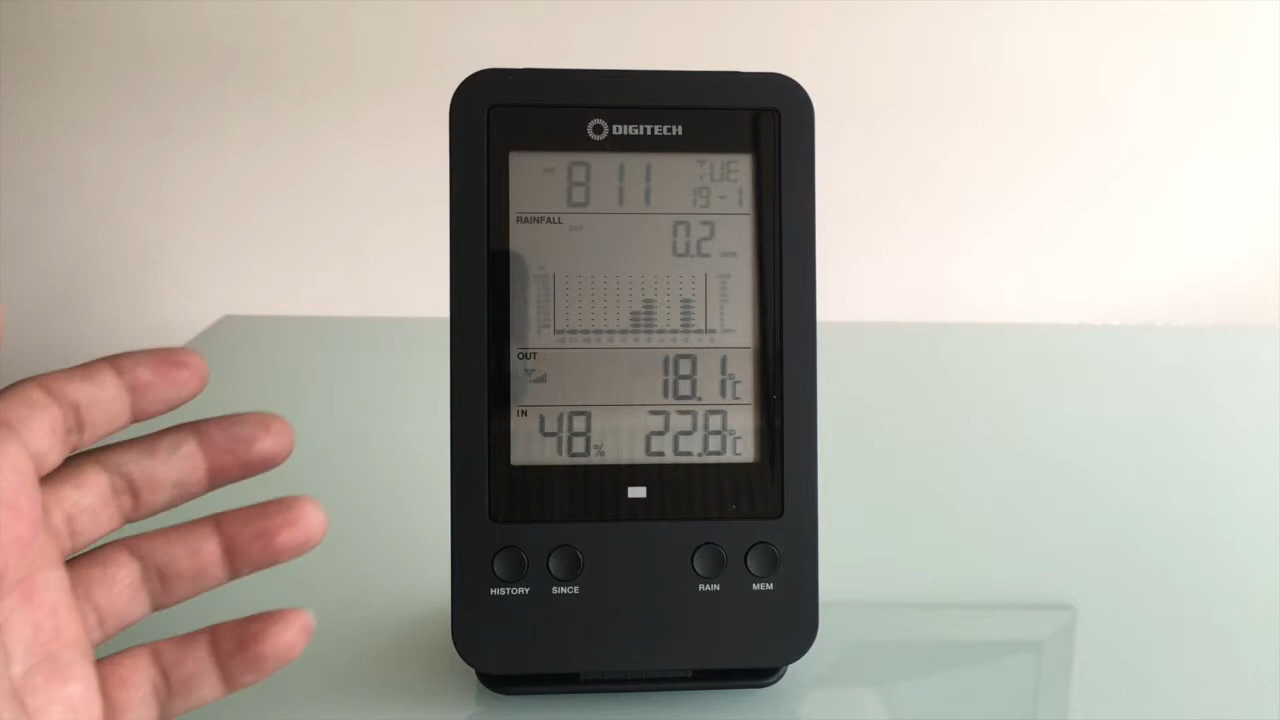 DIGITECH
8 11 TUE
19-1
RAINFALL
0.2
OUT
18.1°C
IN
48% 22.8°C
HISTORY SINCE RAIN MEM